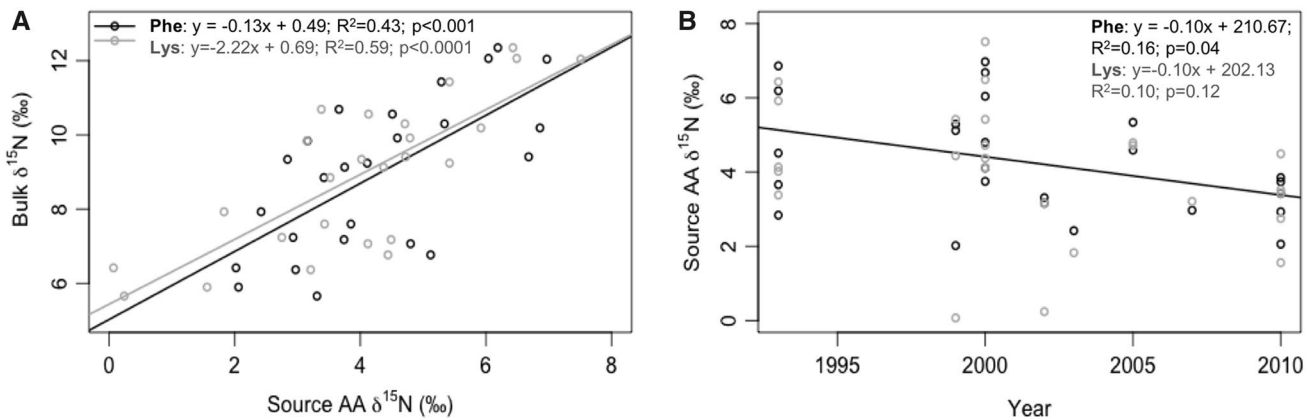 A
Phe: y = -0.13x + 0.49; R²=0.43; p<0.001
Lys: y=-2.22x + 0.69; R²=0.59; p<0.0001
12
10
8
6
Bulk δ¹⁵N (‰)
0 2 4 6 8
Source AA δ¹⁵N (‰)
B
Phe: y = -0.10x + 210.67;
R²=0.16; p=0.04
Lys: y=-0.10x + 202.13
R²=0.10; p=0.12
8
6
4
2
0
Source AA δ¹⁵N (‰)
1995 2000 2005 2010
Year